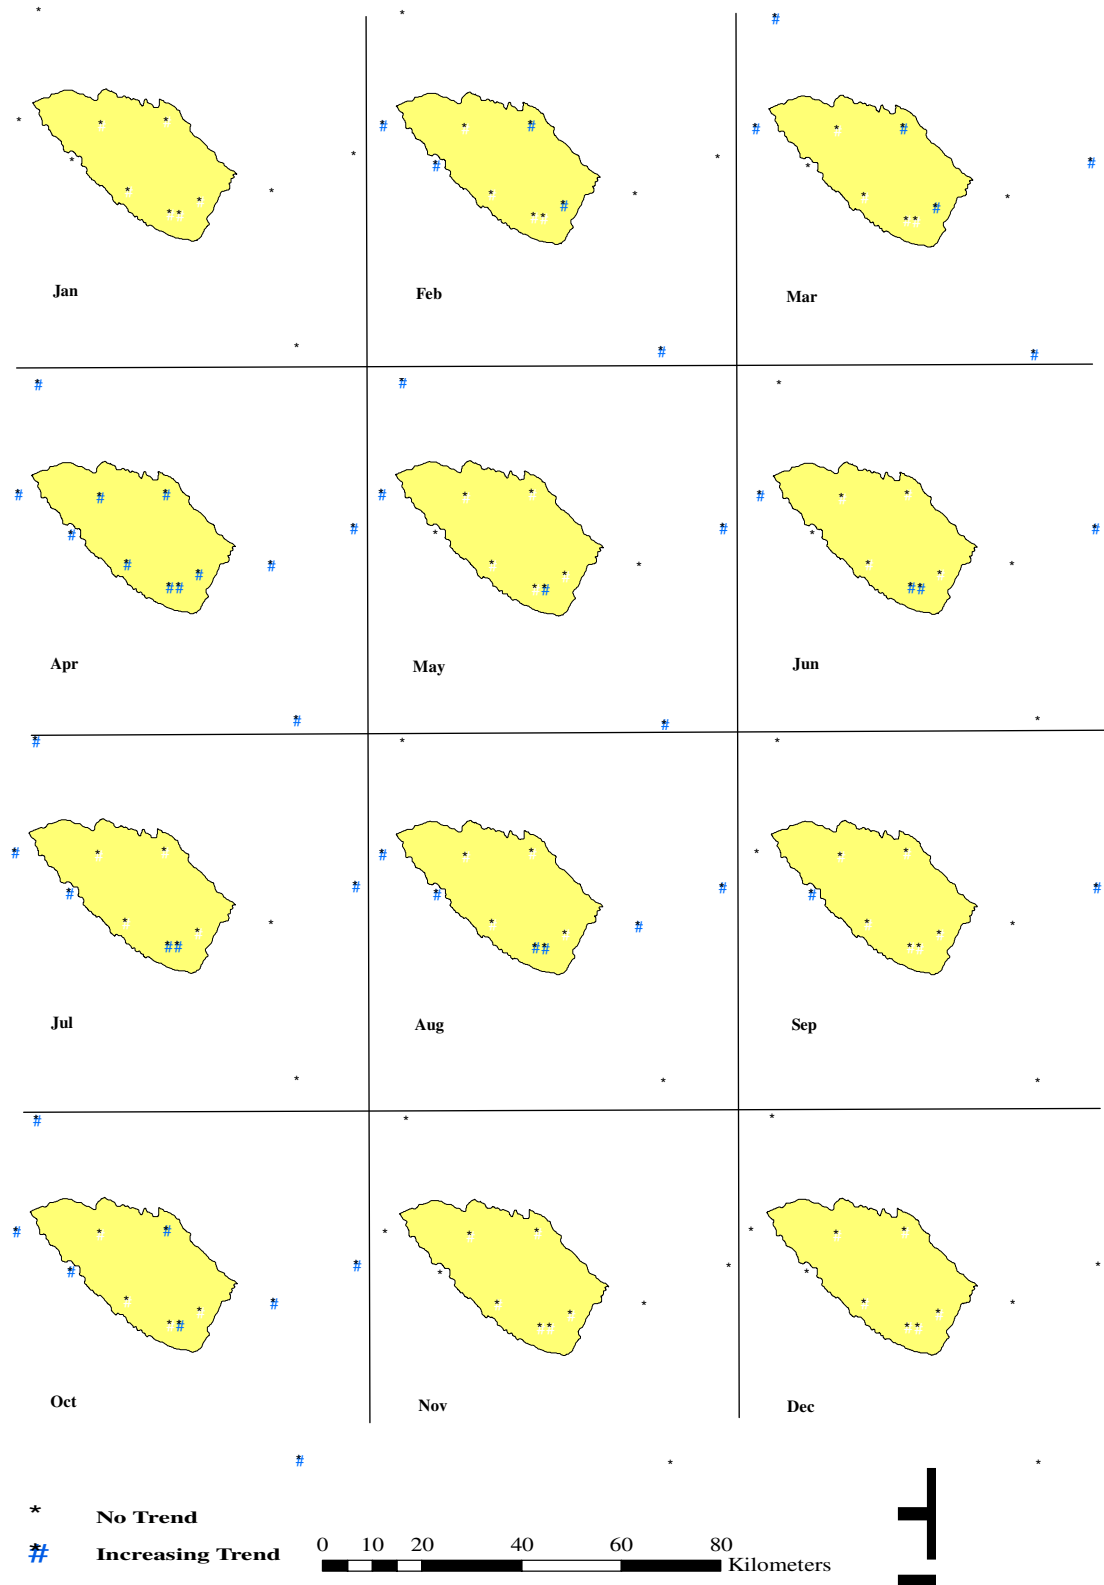 Jan
Feb
Mar
Apr
May
Jun
Jul
Aug
Sep
Oct
Nov
Dec
* No Trend
# Increasing Trend
0 10 20 40 60 80
Kilometers